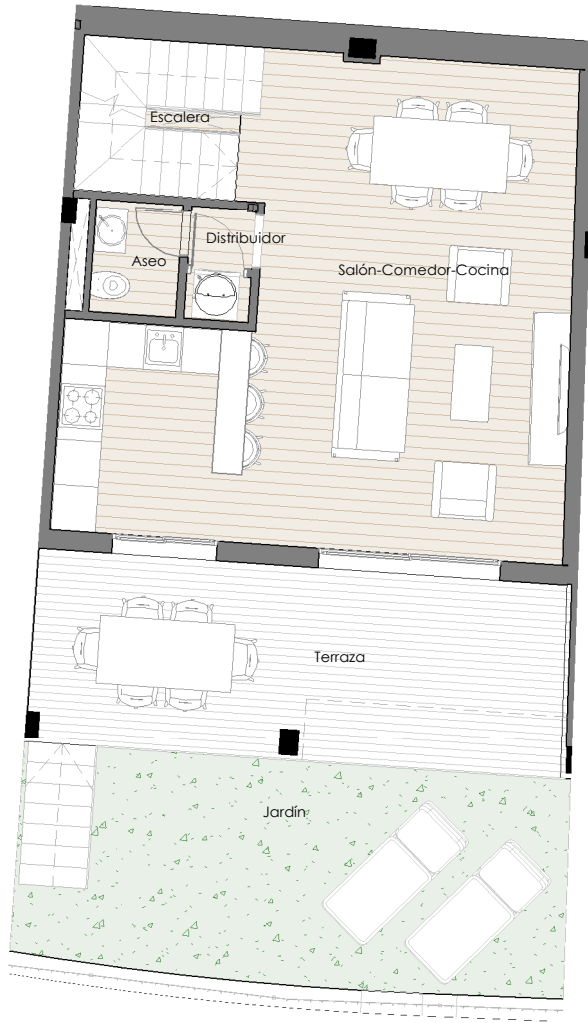 Escalera
Distribuidor
Aseo
Salón-Comedor-Cocina
Terraza
Jardín